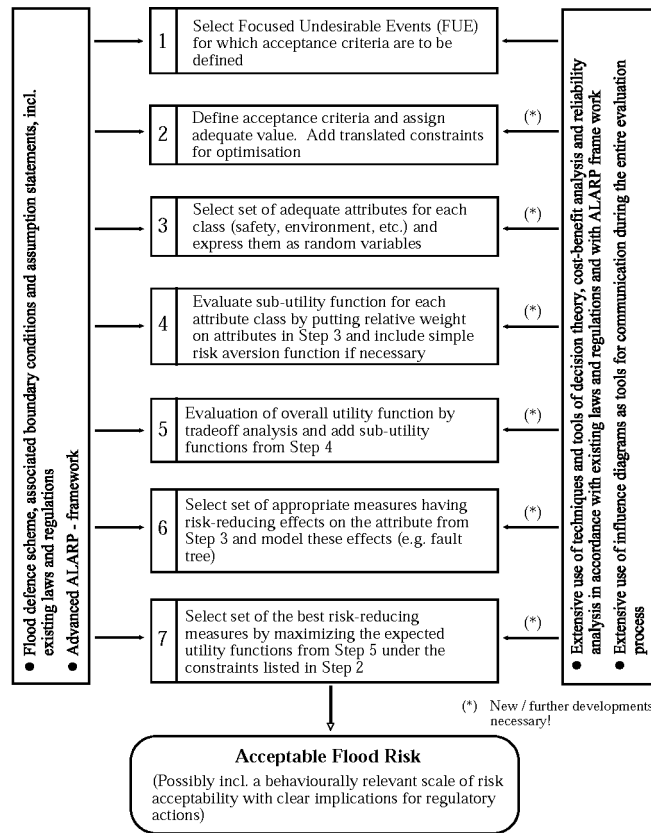 ● Flood defence scheme, associated boundary conditions and assumption statements, incl.
existing laws and regulations
● Advanced ALARP - framework
1
Select Focused Undesirable Events (FUE)
for which acceptance criteria are to be
defined
2
Define acceptance criteria and assign
adequate value. Add translated constraints
for optimisation
(*)
3
Select set of adequate attributes for each
class (safety, environment, etc.) and
express them as random variables
(*)
4
Evaluate sub-utility function for each
attribute class by putting relative weight
on attributes in Step 3 and include simple
risk aversion function if necessary
(*)
5
Evaluation of overall utility function by
tradeoff analysis and add sub-utility
functions from Step 4
(*)
6
Select set of appropriate measures having
risk-reducing effects on the attribute from
Step 3 and model these effects (e.g. fault
tree)
(*)
7
Select set of the best risk-reducing
measures by maximizing the expected
utility functions from Step 5 under the
constraints listed in Step 2
(*)
● Extensive use of techniques and tools of decision theory, cost-benefit analysis and reliability
analysis in accordance with existing laws and regulations and with ALARP frame work
● Extensive use of influence diagrams as tools for communication during the entire evaluation
process
(*) New / further developments
necessary!
Acceptable Flood Risk
(Possibly incl. a behaviourally relevant scale of risk
acceptability with clear implications for regulatory
actions)